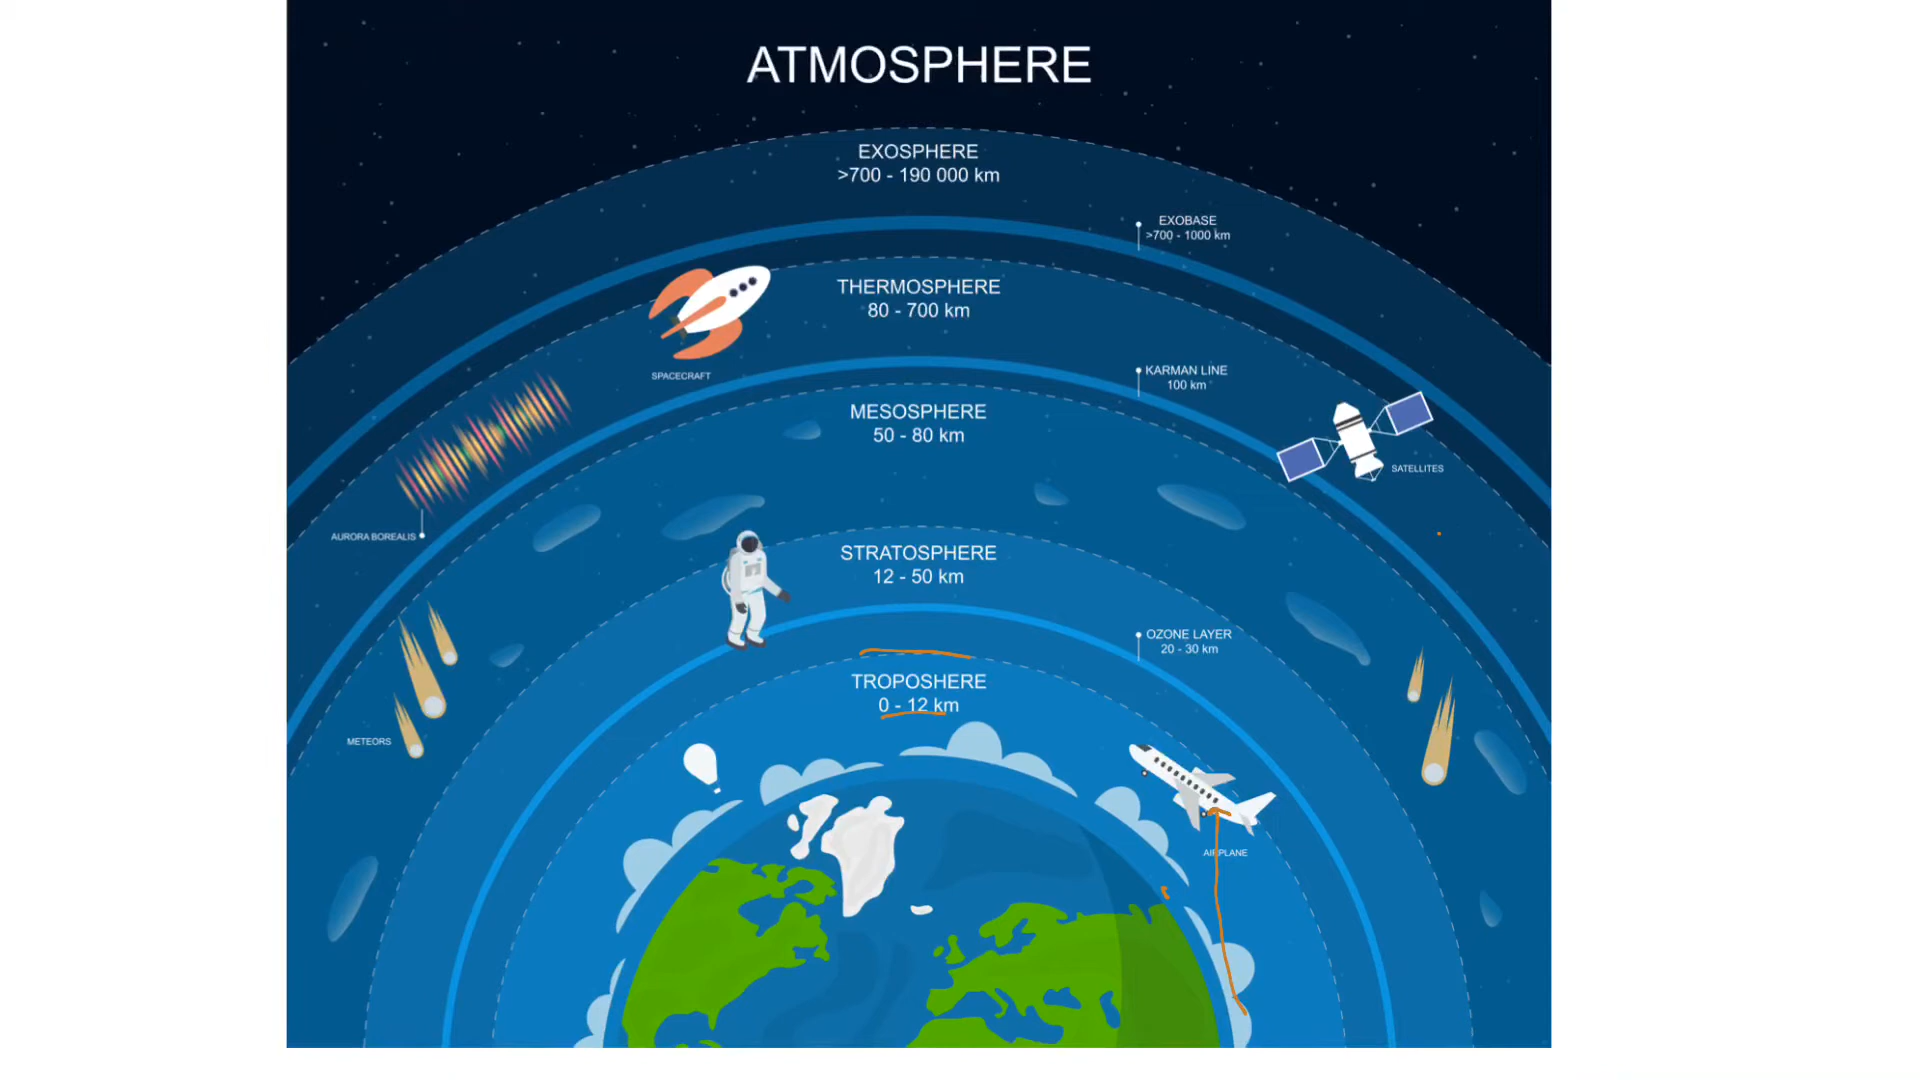 ATMOSPHERE
EXOSPHERE
>700 - 190 000 km
EXOBASE
>700 - 1000 km
THERMOSPHERE
80 - 700 km
SPACECRAFT
KARMAN LINE
100 km
MESOSPHERE
50 - 80 km
SATELLITES
AURORA BOREALIS
STRATOSPHERE
12 - 50 km
OZONE LAYER
20 - 30 km
TROPOSHERE
0 - 12 km
METEORS
AIRPLANE